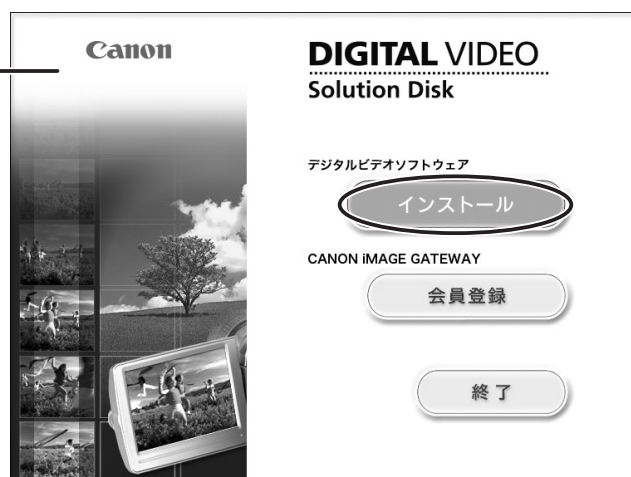 Canon
DIGITAL VIDEO
Solution Disk
デジタルビデオソフトウェア
インストール
CANON iMAGE GATEWAY
会員登録
終了